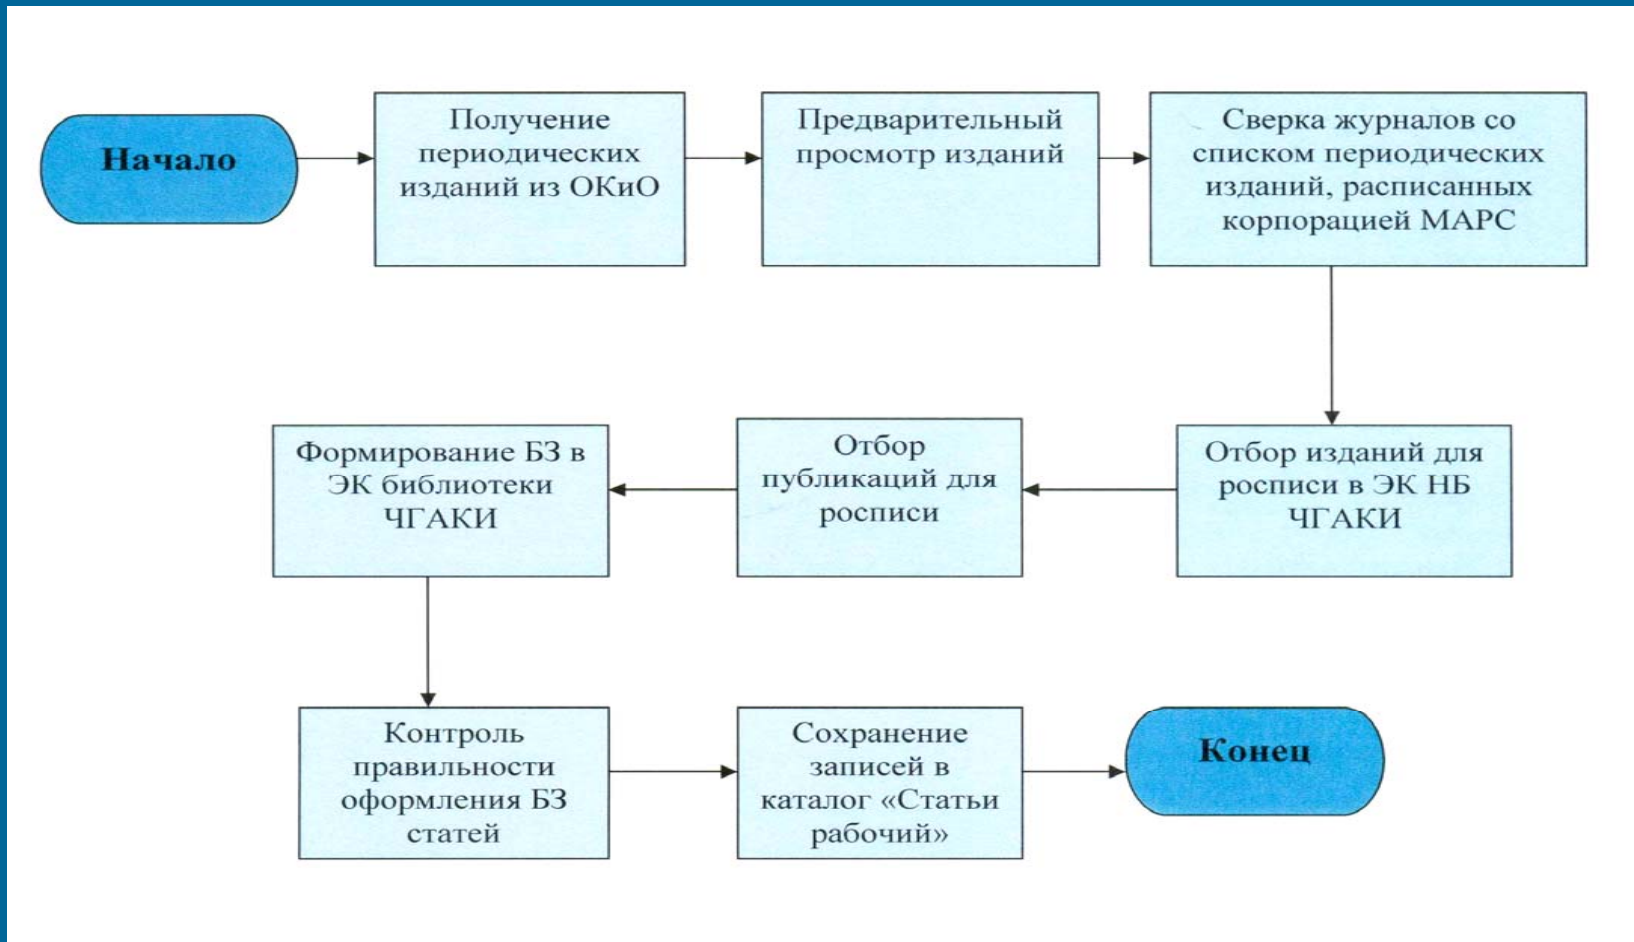 Начало
Получение
периодических
изданий из ОКиО
Предварительный
просмотр изданий
Сверка журналов со
списком периодических
изданий, расписанных
корпорацией МАРС
Отбор изданий для
росписи в ЭК НБ
ЧГАКИ
Отбор
публикаций для
росписи
Формирование БЗ в
ЭК библиотеки
ЧГАКИ
Контроль
правильности
оформления БЗ
статей
Сохранение
записей в
каталог «Статьи
рабочий»
Конец